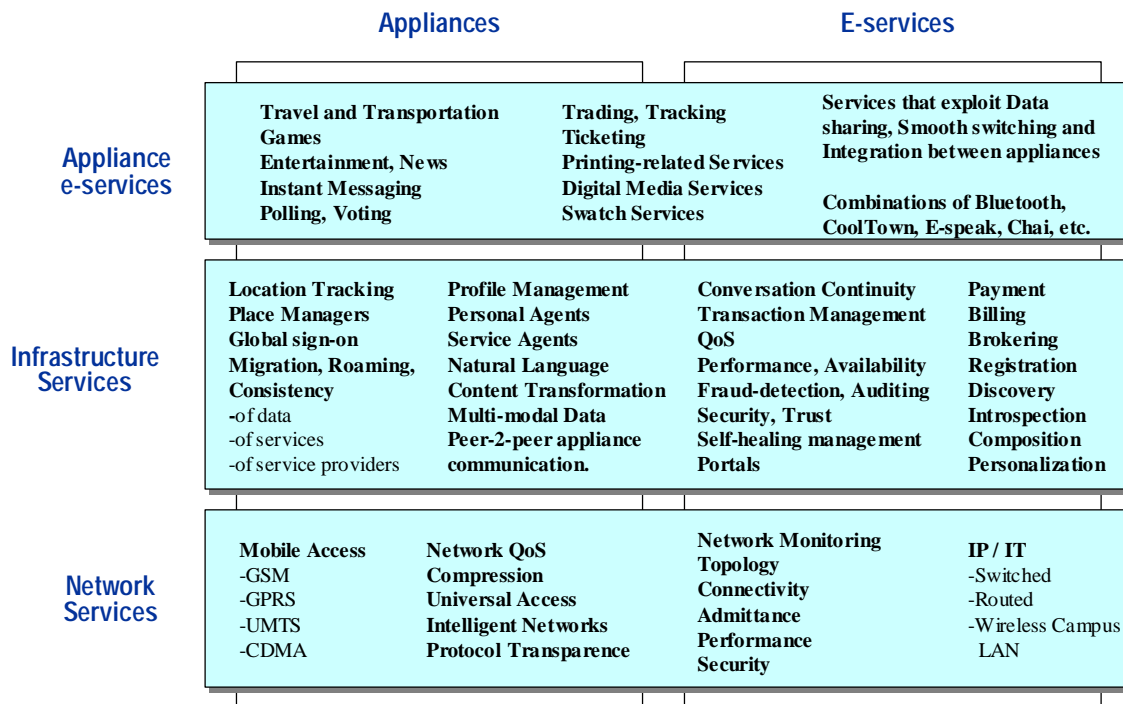 Appliances
E-services
Appliance
e-services
Travel and Transportation
Games
Entertainment, News
Instant Messaging
Polling, Voting
Trading, Tracking
Ticketing
Printing-related Services
Digital Media Services
Swatch Services
Services that exploit Data
sharing, Smooth switching and
Integration between appliances
Combinations of Bluetooth,
CoolTown, E-speak, Chai, etc.
Infrastructure
Services
Location Tracking
Place Managers
Global sign-on
Migration, Roaming,
Consistency
-of data
-of services
-of service providers
Profile Management
Personal Agents
Service Agents
Natural Language
Content Transformation
Multi-modal Data
Peer-2-peer appliance
communication.
Conversation Continuity
Transaction Management
QoS
Performance, Availability
Fraud-detection, Auditing
Security, Trust
Self-healing management
Portals
Payment
Billing
Brokering
Registration
Discovery
Introspection
Composition
Personalization
Network
Services
Mobile Access
-GSM
-GPRS
-UMTS
-CDMA
Network QoS
Compression
Universal Access
Intelligent Networks
Protocol Transparence
Network Monitoring
Topology
Connectivity
Admittance
Performance
Security
IP / IT
-Switched
-Routed
-Wireless Campus
LAN